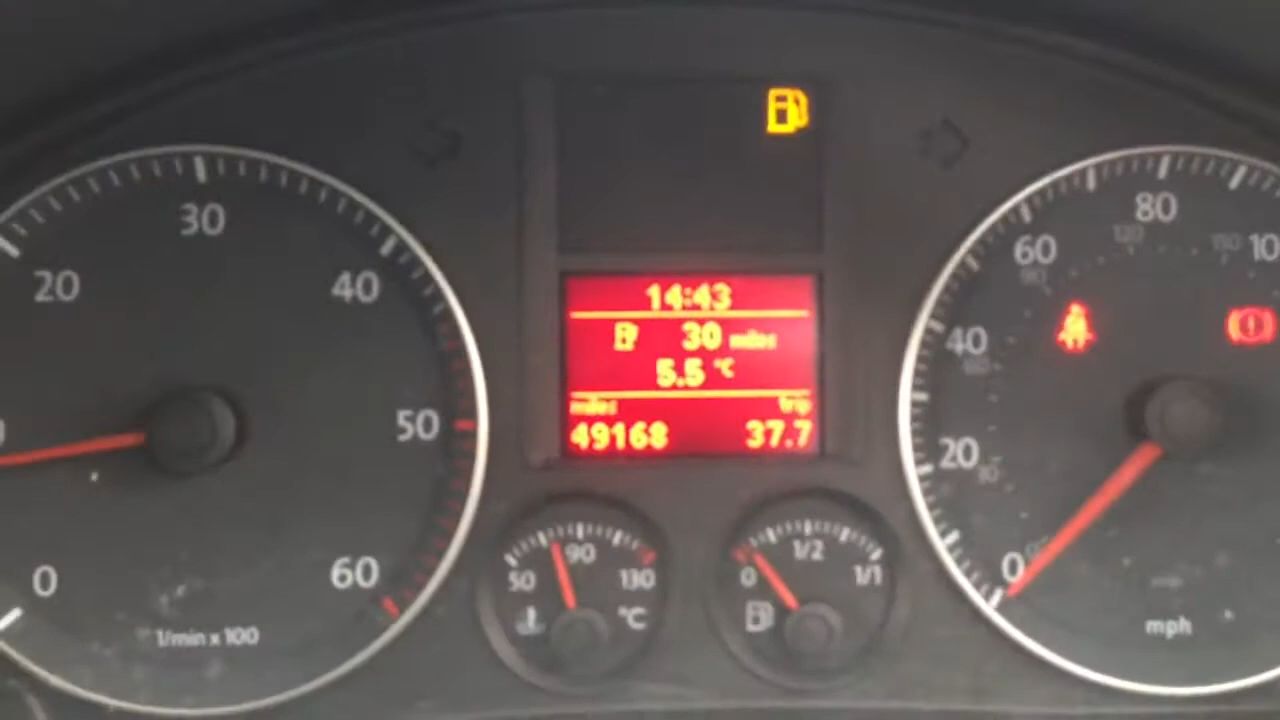 20
30
40
50
60
0
1/min x 100
14:43
30 miles
5.5 °C
miles trip
49168 37.7
50 90 130
°C
0 1/2 1/1
0
20
40
60
80
mph